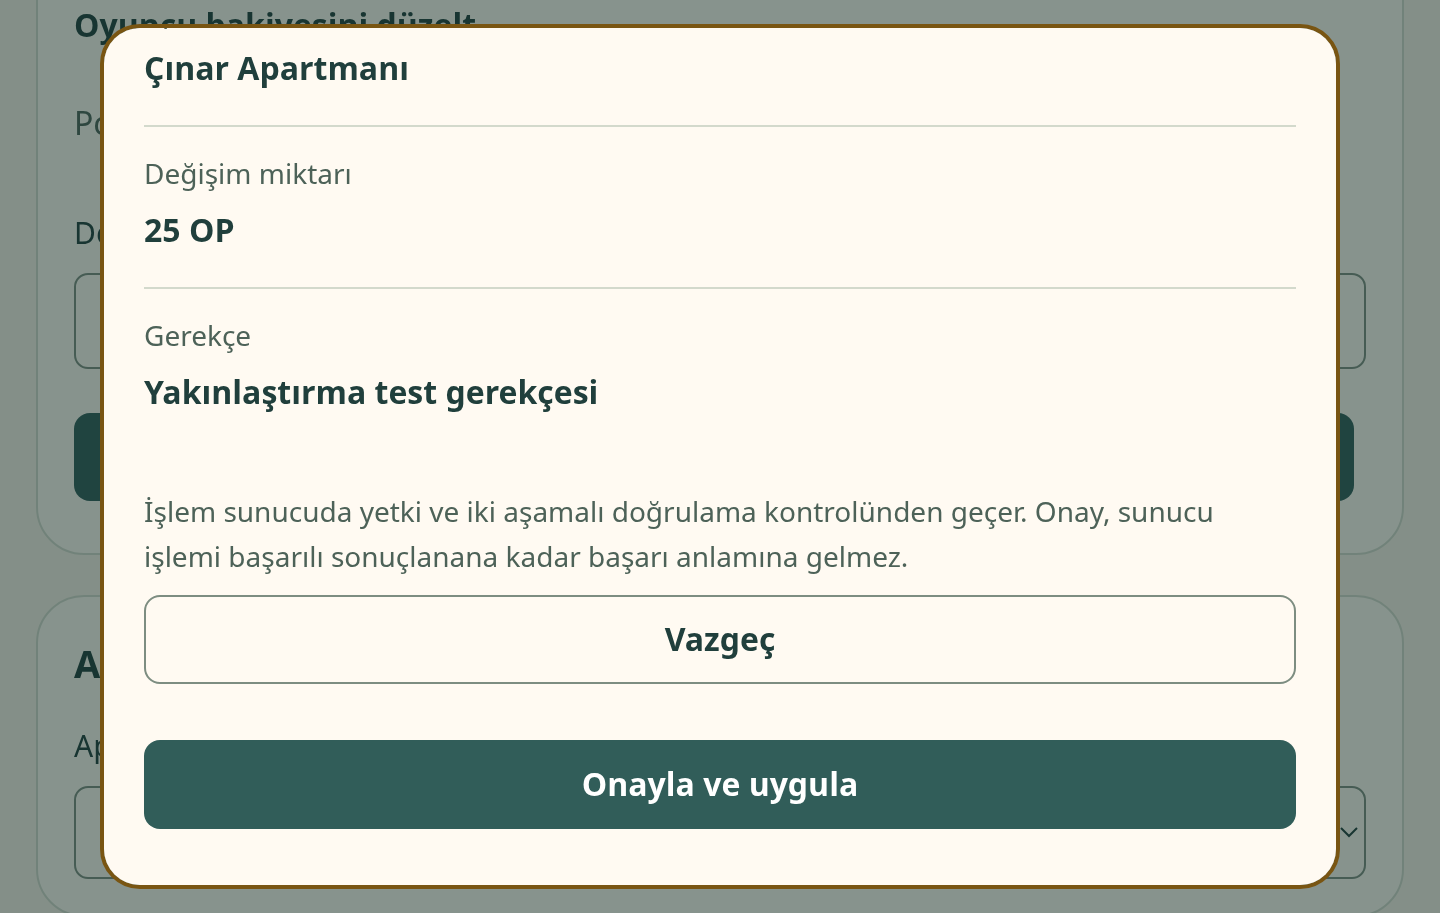 Çınar Apartmanı
Değişim miktarı
25 OP
Gerekçe
Yakınlaştırma test gerekçesi
İşlem sunucuda yetki ve iki aşamalı doğrulama kontrolünden geçer. Onay, sunucu
işlemi başarılı sonuçlanana kadar başarı anlamına gelmez.
Vazgeç
Onayla ve uygula